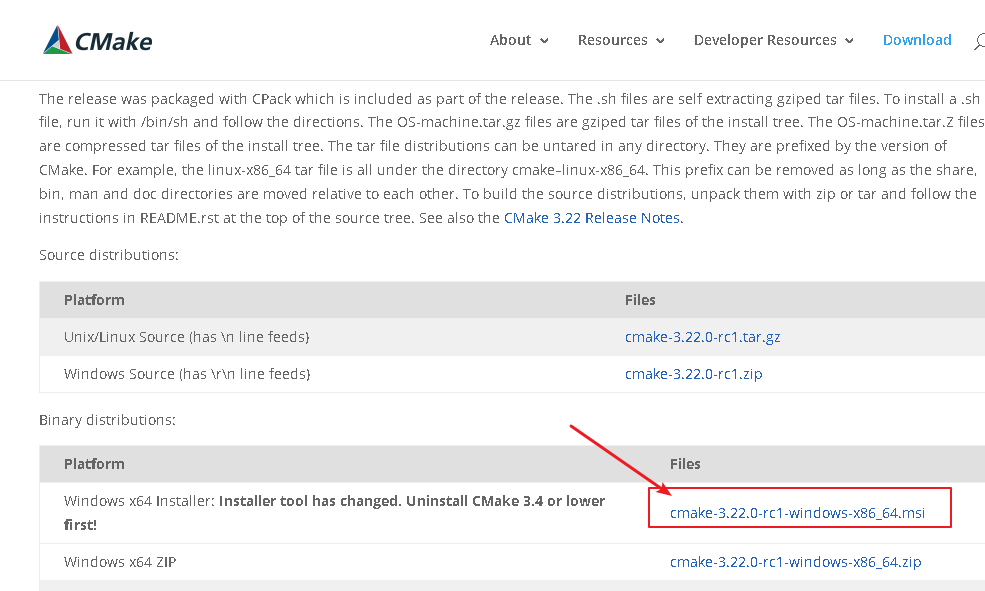 CMake
About
Resources
Developer Resources
Download
The release was packaged with CPack which is included as part of the release. The .sh files are self extracting gziped tar files. To install a .sh
file, run it with /bin/sh and follow the directions. The OS-machine.tar.gz files are gziped tar files of the install tree. The OS-machine.tar.Z files
are compressed tar files of the install tree. The tar file distributions can be untared in any directory. They are prefixed by the version of
CMake. For example, the linux-x86_64 tar file is all under the directory cmake–linux-x86_64. This prefix can be removed as long as the share,
bin, man and doc directories are moved relative to each other. To build the source distributions, unpack them with zip or tar and follow the
instructions in README.rst at the top of the source tree. See also the CMake 3.22 Release Notes.
Source distributions:
Platform Files
Unix/Linux Source (has \n line feeds} cmake-3.22.0-rc1.tar.gz
Windows Source (has \r\n line feeds} cmake-3.22.0-rc1.zip
Binary distributions:
Platform Files
Windows x64 Installer: Installer tool has changed. Uninstall CMake 3.4 or lower
first!
cmake-3.22.0-rc1-windows-x86_64.msi
Windows x64 ZIP cmake-3.22.0-rc1-windows-x86_64.zip